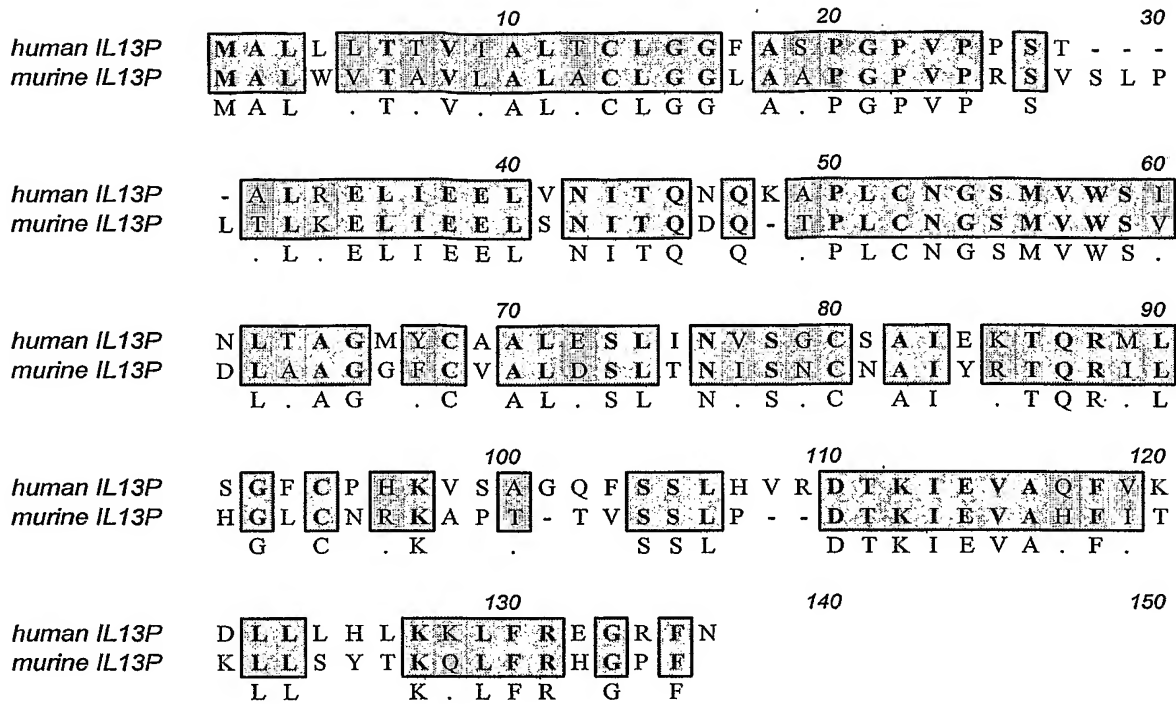 10 20 30
human IL13P M A L L L T T V I A L T C L G G F A S P G P V P P S T - - -
murine IL13P M A L W V T A V L A L A C L G G L A A P G P V P R S V S L P
M A L . T . V . A L . C L G G A . P G P V P S
40 50 60
human IL13P - A L R E L I E E L V N I T Q N Q K A P L C N G S M V W S I
murine IL13P L T L K E L I E E L S N I T Q D Q - T P L C N G S M V W S V
. L . E L I E E L N I T Q Q . P L C N G S M V W S .
70 80 90
human IL13P N L T A G M Y C A A L E S L I N V S G C S A I E K T Q R M L
murine IL13P D L A A G G F C V A L D S L T N I S N C N A I Y R T Q R I L
L . A G . C A L . S L N . S . C A I . T Q R . L
100 110 120
human IL13P S G F C P H K V S A G Q F S S L H V R D T K I E V A Q F V K
murine IL13P H G L C N R K A P T - T V S S L P - - D T K I E V A H F I T
G C . K . S S L D T K I E V A . F .
130 140 150
human IL13P D L L L H L K K L F R E G R F N
murine IL13P K L L S Y T K Q L F R H G P F
L L K . L F R G F